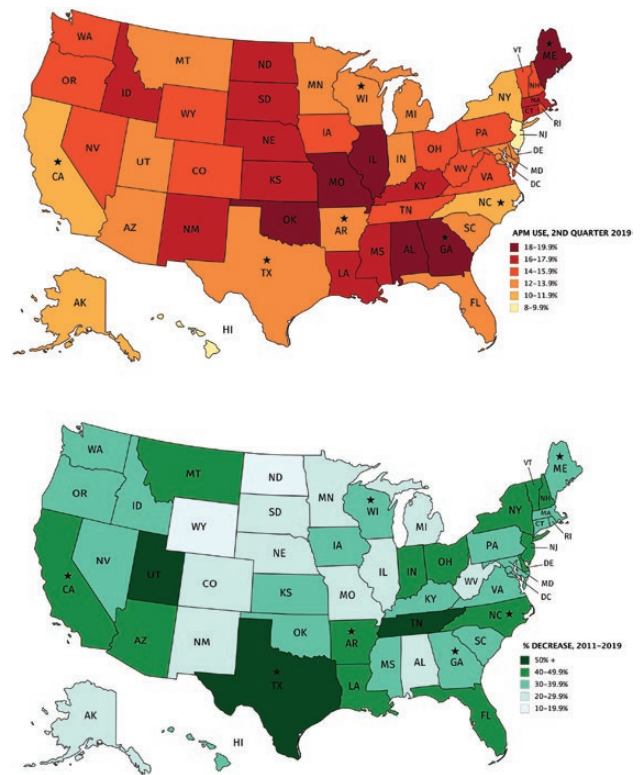 WA
OR
CA
NV
ID
MT
WY
UT
AZ
CO
NM
ND
SD
NE
KS
OK
TX
MN
IA
MO
AR
LA
WI
IL
MS
MI
IN
KY
TN
AL
OH
WV
GA
FL
SC
NC
VA
PA
NY
VT
NH
ME
MA
CT
RI
NJ
DE
MD
DC
AK
HI
APM USE, 2ND QUARTER 2019
18-19.9%
16-17.9%
14-15.9%
12-13.9%
10-11.9%
8-9.9%
WA
OR
CA
NV
ID
MT
WY
UT
AZ
CO
NM
ND
SD
NE
KS
OK
TX
MN
IA
MO
AR
LA
WI
IL
MS
MI
IN
KY
TN
AL
OH
WV
GA
FL
SC
NC
VA
PA
NY
VT
NH
ME
MA
CT
RI
NJ
DE
MD
DC
AK
HI
% DECREASE, 2011-2019
50% +
40-49.9%
30-39.9%
20-29.9%
10-19.9%